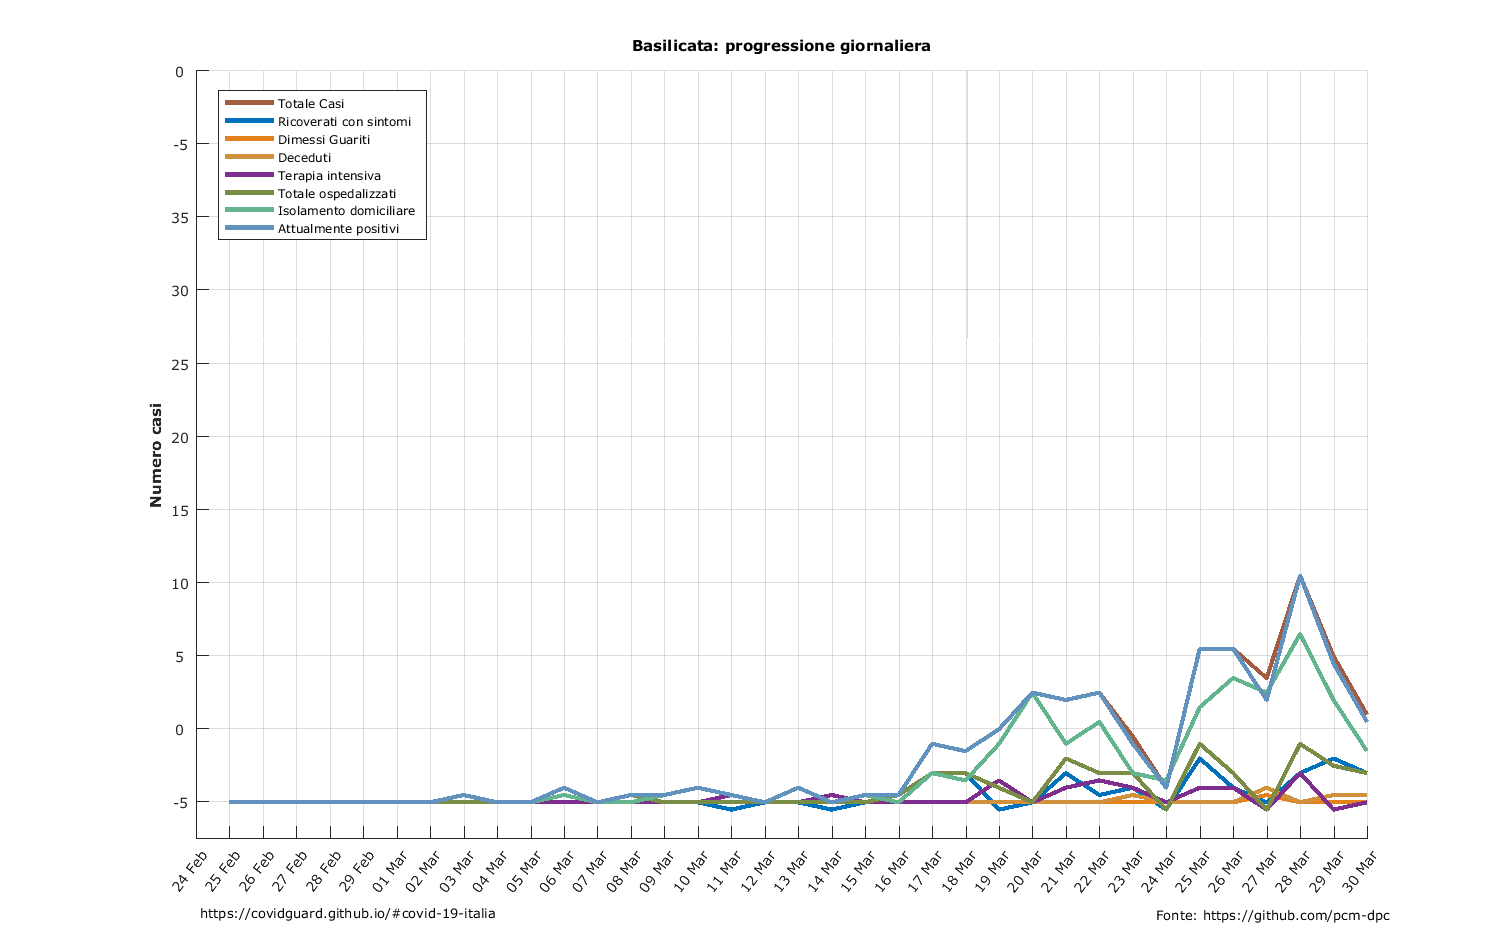 Basilicata: progressione giornaliera
0
-5
35
30
25
20
15
10
5
0
-5
Numero casi
Totale Casi
Ricoverati con sintomi
Dimessi Guariti
Deceduti
Terapia intensiva
Totale ospedalizzati
Isolamento domiciliare
Attualmente positivi
24 Feb
25 Feb
26 Feb
27 Feb
28 Feb
29 Feb
01 Mar
02 Mar
03 Mar
04 Mar
05 Mar
06 Mar
07 Mar
08 Mar
09 Mar
10 Mar
11 Mar
12 Mar
13 Mar
14 Mar
15 Mar
16 Mar
17 Mar
18 Mar
19 Mar
20 Mar
21 Mar
22 Mar
23 Mar
24 Mar
25 Mar
26 Mar
27 Mar
28 Mar
29 Mar
30 Mar
https://covidguard.github.io/#covid-19-italia
Fonte: https://github.com/pcm-dpc